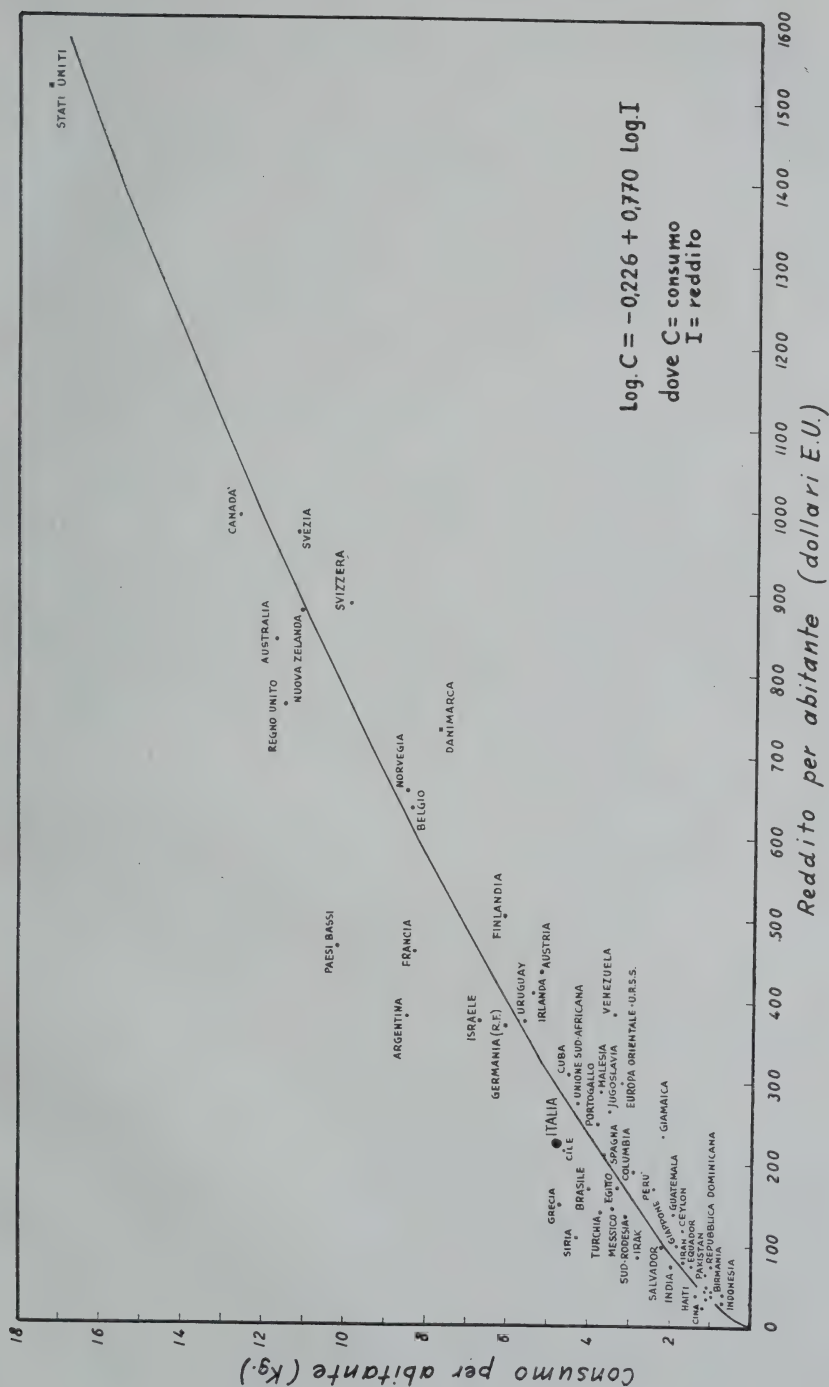 Consumo per abitante (Kg.)
18
16
14
12
10
8
6
4
2
0
STATI UNITI
CANADA'
SVEZIA
SVIZZERA
AUSTRALIA
NUOVA ZELANDA
REGNO UNITO
DANIMARCA
NORVEGIA
BELGIO
PAESI BASSI
FRANCIA
FINLANDIA
ARGENTINA
ISRAELE
GERMANIA (R.F.)
URUGUAY
IRLANDA
AUSTRIA
VENEZUELA
CUBA
UNIONE SUD-AFRICANA
PORTOGALLO
MALESIA
JUGOSLAVIA
EUROPA ORIENTALE-U.R.S.S.
ITALIA
CILE
SPAGNA
COLUMBIA
GIAMAICA
GRECIA
BRASILE
EGITTO
PERU'
SIRIA
TURCHIA
MESSICO
SUD-RODESIA
IRAK
GUATEMALA
SALVADOR
GIAPPONE
CEYLON
INDIA
IRAN
EQUADOR
REPUBBLICA DOMINICANA
HAITI
PAKISTAN
CINA
BIRMANIA
INDONESIA
Log. C = -0,226 + 0,770 Log. I
dove C = consumo
I = reddito
0
100
200
300
400
500
600
700
800
900
1000
1100
1200
1300
1400
1500
1600
Reddito per abitante (dollari E.U.)